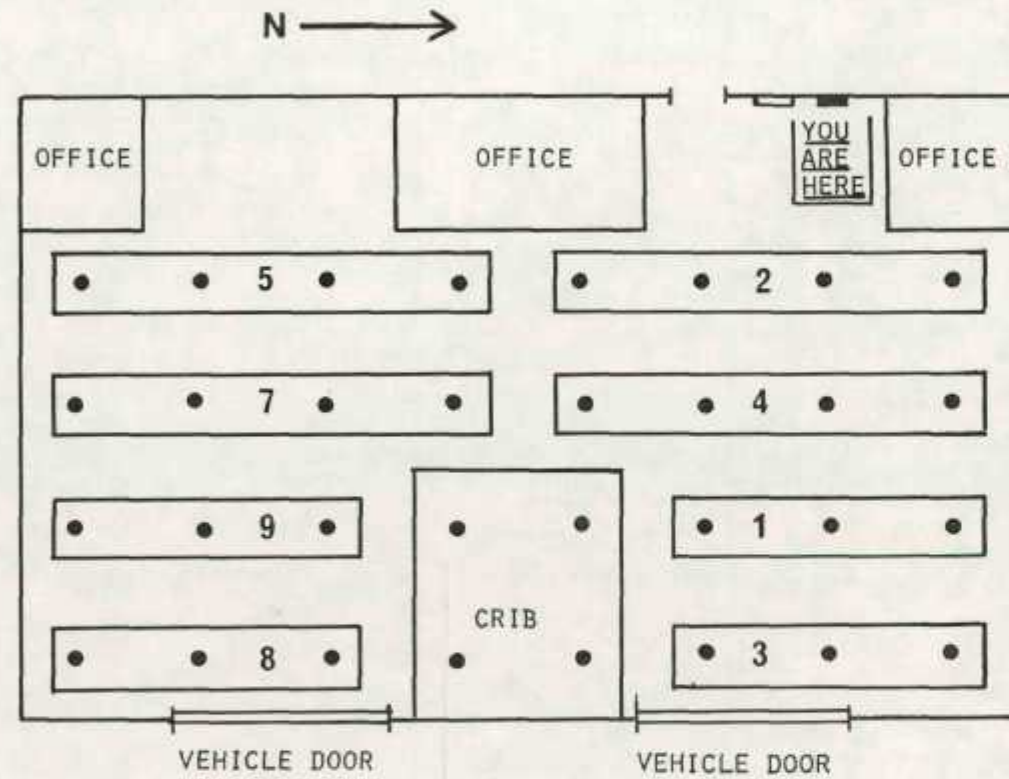 N
OFFICE
OFFICE
YOU
ARE
HERE
OFFICE
5
2
7
4
9
1
CRIB
8
3
VEHICLE DOOR
VEHICLE DOOR